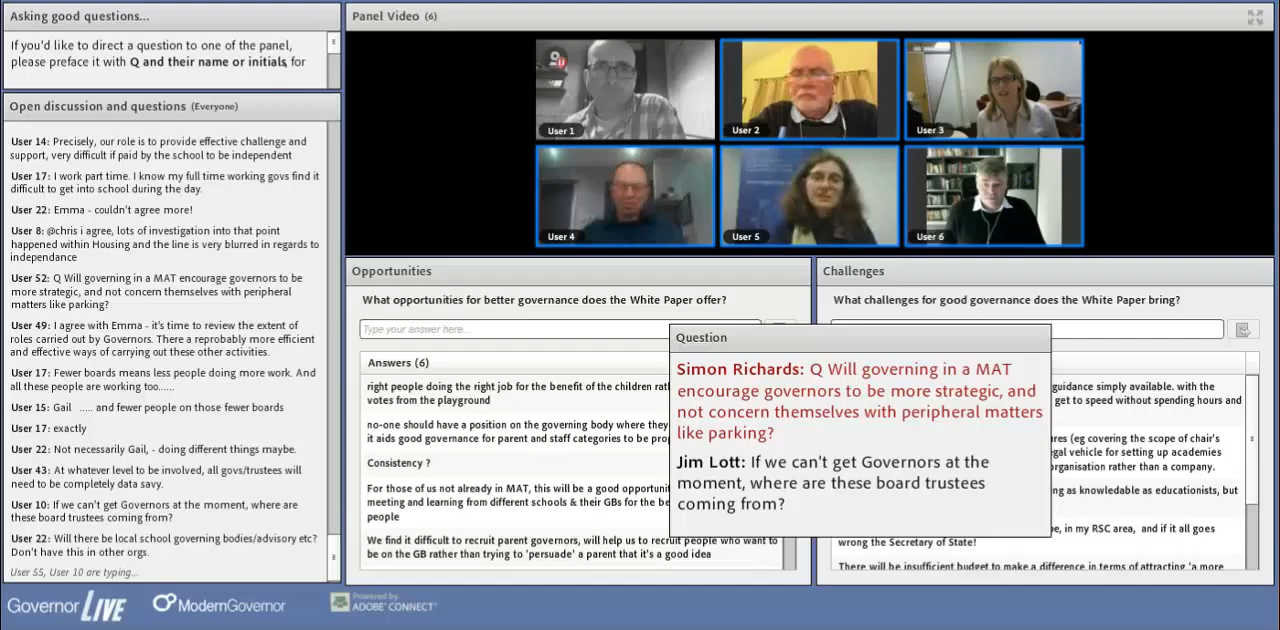 Asking good questions...
If you'd like to direct a question to one of the panel,
please preface it with Q and their name or initials, for
Open discussion and questions (Everyone)
User 14: Precisely, our role is to provide effective challenge and
support, very difficult if paid by the school to be independent
User 17: I work part time. I know my full time working govs find it
difficult to get into school during the day.
User 22: Emma - couldn't agree more!
User 8: @chris i agree, lots of investigation into that point
happened within Housing and the line is very blurred in regards to
independance
User 52: Q Will governing in a MAT encourage governors to be
more strategic, and not concern themselves with peripheral
matters like parking?
User 49: I agree with Emma - it's time to review the extent of
roles carried out by Governors. There a reprobably more efficient
and effective ways of carrying out these other activities.
User 17: Fewer boards means less people doing more work. And
all these people are working too......
User 15: Gail ..... and fewer people on those fewer boards
User 17: exactly
User 22: Not necessarily Gail, - doing different things maybe.
User 43: At whatever level to be involved, all govs/trustees will
need to be completely data savy.
User 10: If we can't get Governors at the moment, where are
these board trustees coming from?
User 22: Will there be local school governing bodies/advisory etc?
Don't have this in other orgs.
User 55, User 10 are typing...
Panel Video (6)
User 1
User 2
User 3
User 4
User 5
User 6
Opportunities
What opportunities for better governance does the White Paper offer?
Type your answer here...
Answers (6)
right people doing the right job for the benefit of the children rat
votes from the playground
no-one should have a position on the governing body where they
it aids good governance for parent and staff categories to be prop
Consistency ?
For those of us not already in MAT, this will be a good opportunit
meeting and learning from different schools & their GBs for the be
people
We find it difficult to recruit parent governors, will help us to recruit people who want to
be on the GB rather than trying to 'persuade' a parent that it's a good idea
Challenges
What challenges for good governance does the White Paper bring?
guidance simply available. with the
get to speed without spending hours and
res (eg covering the scope of chair's
egal vehicle for setting up academies
organisation rather than a company.
ng as knowledable as educationists, but
e, in my RSC area, and if it all goes
wrong the Secretary of State!
There will be insufficient budget to make a difference in terms of attracting 'a more
Question
Simon Richards: Q Will governing in a MAT
encourage governors to be more strategic, and
not concern themselves with peripheral matters
like parking?
Jim Lott: If we can't get Governors at the
moment, where are these board trustees
coming from?
Governor LIVE
ModernGovernor
Powered by
ADOBE® CONNECT™